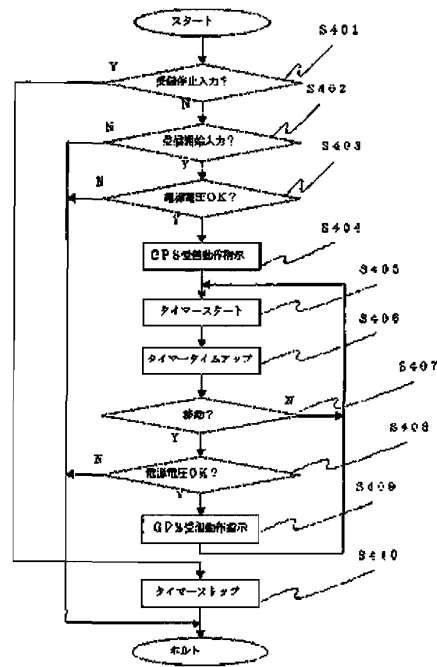 スタート
S401
Y
受信停止入力?
S402
N
N
受信開始入力?
S403
Y
N
電源電圧OK?
Y
S404
GPS受信動作指示
S405
タイマースタート
S406
タイマータイムアップ
S407
移動?
N
Y
S408
N
電源電圧OK?
Y
S409
GPS受信動作指示
S410
タイマーストップ
ホルト